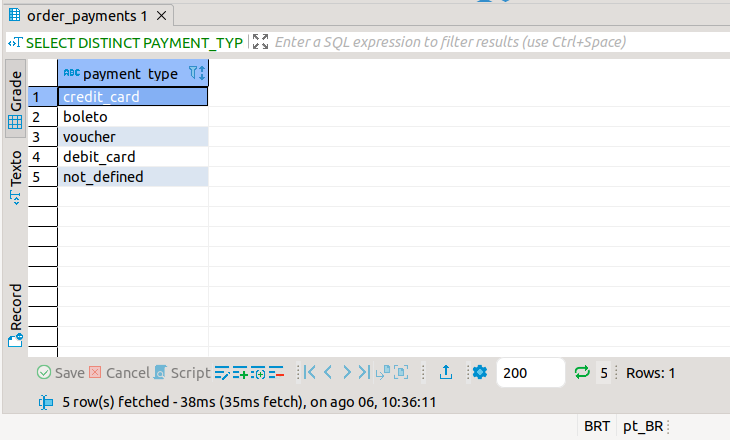 order_payments 1
SELECT DISTINCT PAYMENT_TYP Enter a SQL expression to filter results (use Ctrl+Space)
Grade
Texto
Record
ABC payment_type
1 credit_card
2 boleto
3 voucher
4 debit_card
5 not_defined
Save Cancel Script 200 5 Rows: 1
5 row(s) fetched - 38ms (35ms fetch), on ago 06, 10:36:11
BRT pt_BR